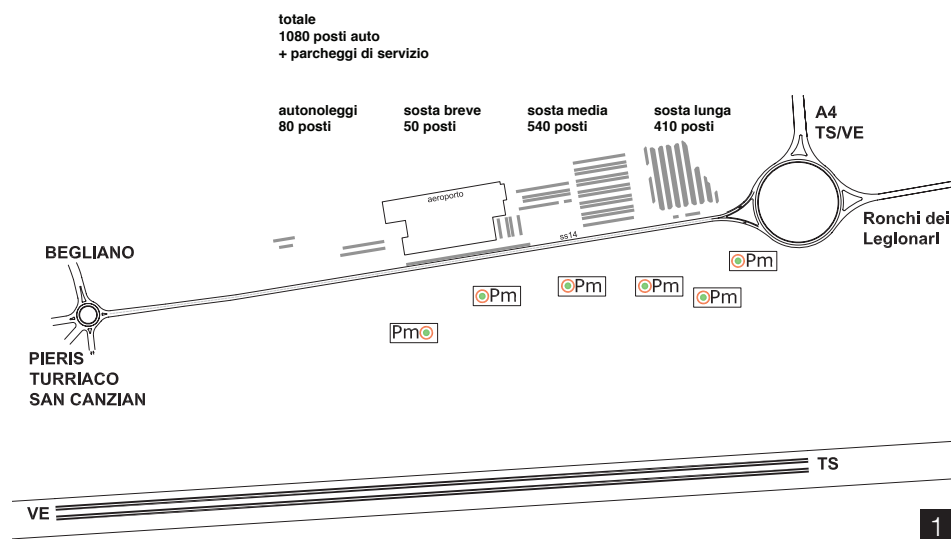 totale
1080 posti auto
+ parcheggi di servizio
autonoleggi
80 posti
sosta breve
50 posti
sosta media
540 posti
sosta lunga
410 posti
A4
TS/VE
aeroporto
ss14
Ronchi dei
Legionari
BEGLIANO
Pm
Pm
Pm
Pm
Pm
Pm
PIERIS
TURRIACO
SAN CANZIAN
TS
VE
1